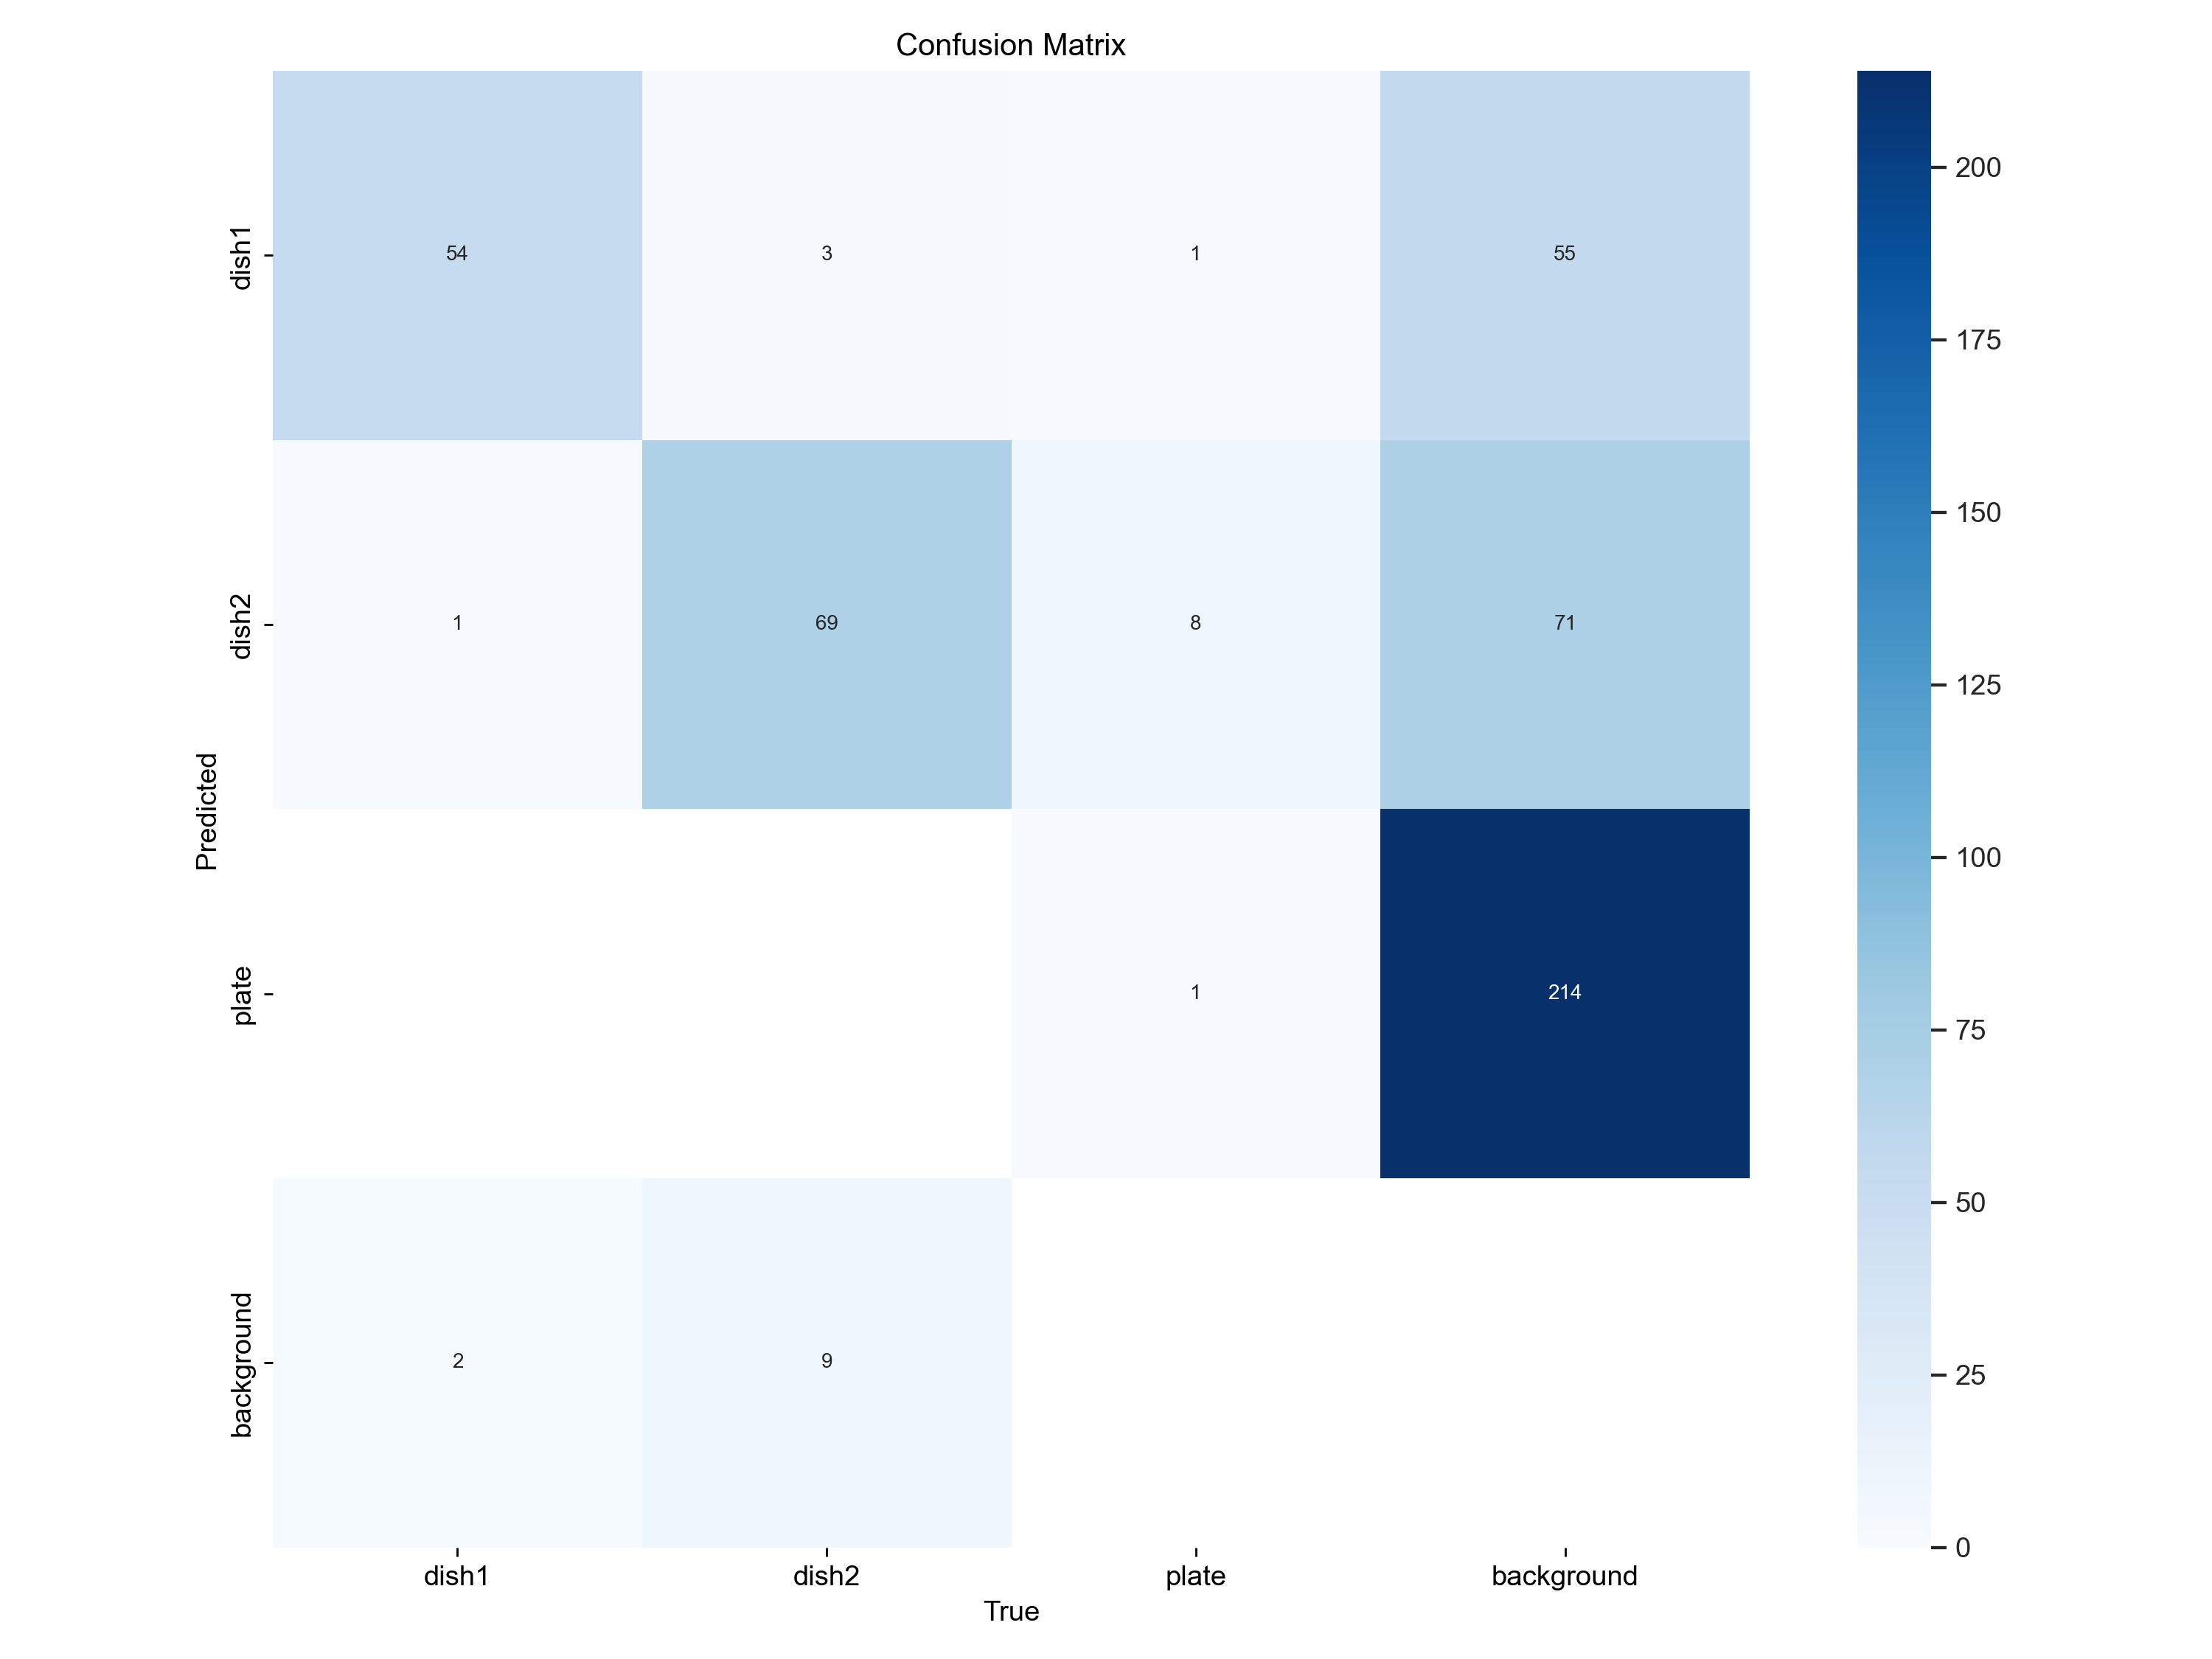 Confusion Matrix
dish1
54
3
1
55
dish2
1
69
8
71
plate
1
214
background
2
9
dish1
dish2
plate
background
True
Predicted
200
175
150
125
100
75
50
25
0